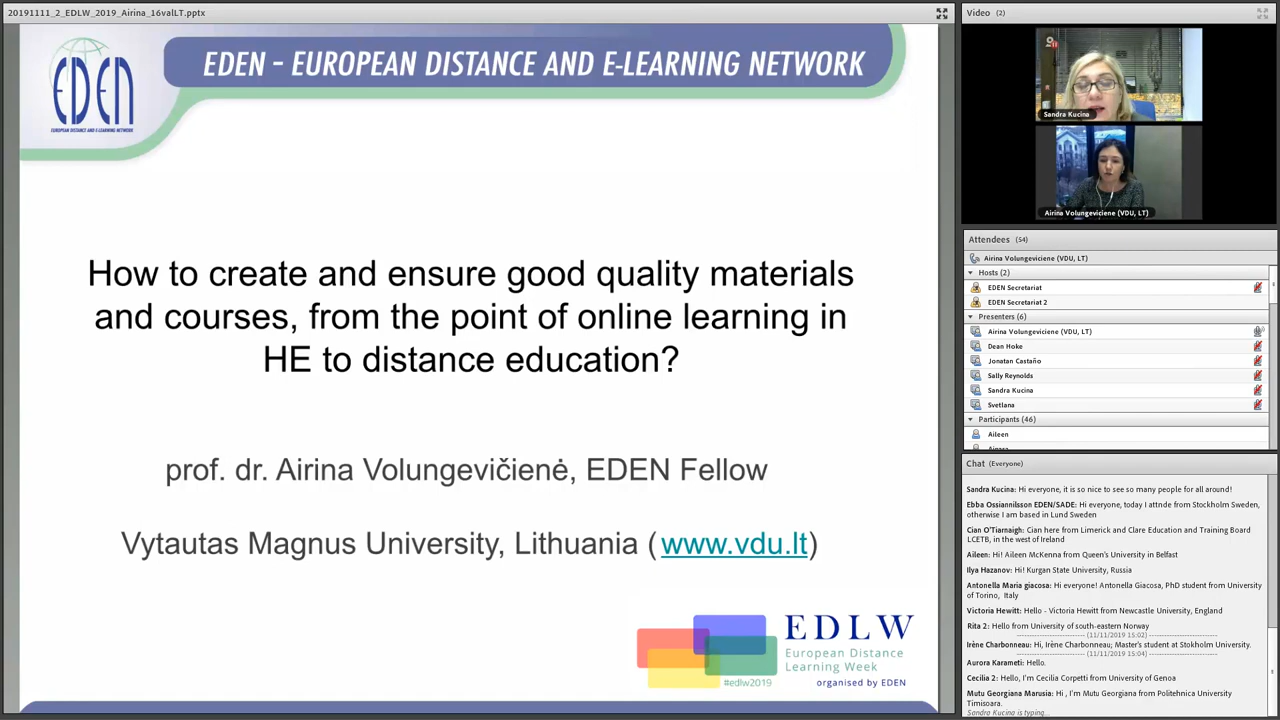 20191111_2_EDLW_2019_Airina_16valLT.pptx
EDEN
EUROPEAN DISTANCE AND E-LEARNING NETWORK
EDEN – EUROPEAN DISTANCE AND E-LEARNING NETWORK
How to create and ensure good quality materials
and courses, from the point of online learning in
HE to distance education?
prof. dr. Airina Volungevičienė, EDEN Fellow
Vytautas Magnus University, Lithuania (www.vdu.lt)
EDLW
European Distance
Learning Week
#edlw2019
organised by EDEN
Video (2)
Sandra Kucina
Airina Volungeviciene (VDU, LT)
Attendees (54)
Airina Volungeviciene (VDU, LT)
Hosts (2)
EDEN Secretariat
EDEN Secretariat 2
Presenters (6)
Airina Volungeviciene (VDU, LT)
Dean Hoke
Jonatan Castaño
Sally Reynolds
Sandra Kucina
Svetlana
Participants (46)
Aileen
Chat (Everyone)
Sandra Kucina: Hi everyone, it is so nice to see so many people for all around!
Ebba Ossiannilsson EDEN/SADE: Hi everyone, today I attnde from Stockholm Sweden,
otherwise I am based in Lund Sweden
Cian O'Tiarnaigh: Cian here from Limerick and Clare Education and Training Board
LCETB, in the west of Ireland
Aileen: Hi! Aileen McKenna from Queen's University in Belfast
Ilya Hazanov: Hi! Kurgan State University, Russia
Antonella Maria giacosa: Hi everyone! Antonella Giacosa, PhD student from University
of Torino, Italy
Victoria Hewitt: Hello - Victoria Hewitt from Newcastle University, England
Rita 2: Hello from University of south-eastern Norway
(11/11/2019 15:02)
Irène Charbonneau: Hi, Irène Charbonneau; Master's student at Stokholm University.
(11/11/2019 15:04)
Aurora Karameti: Hello.
Cecilia 2: Hello, I'm Cecilia Corpetti from University of Genoa
Mutu Georgiana Marusia: Hi , I'm Mutu Georgiana from Politehnica University
Timisoara.
Sandra Kucina is typing...